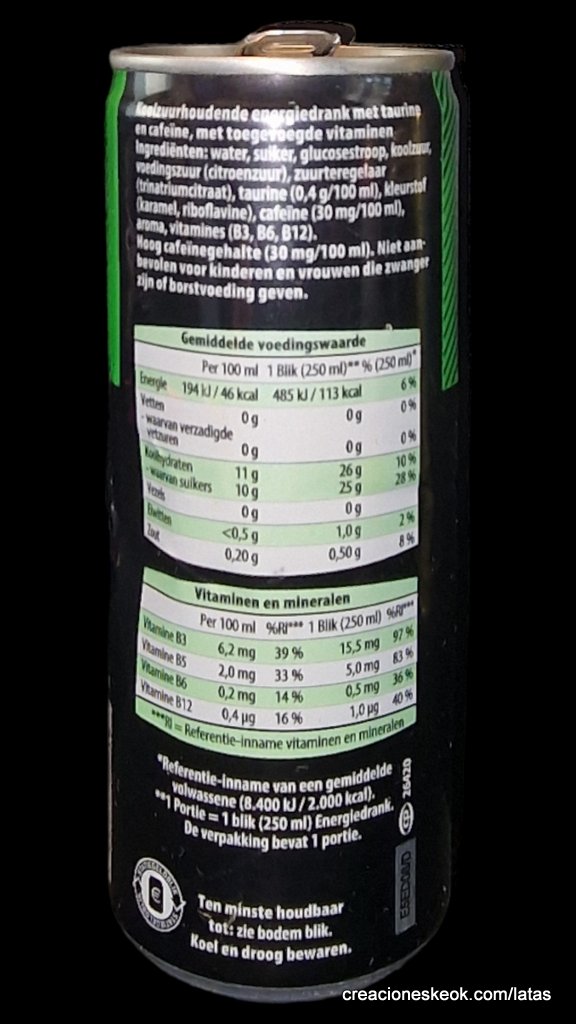 Koolzuurhoudende energiedrank met taurine
en cafeïne, met toegevoegde vitaminen
Ingrediënten: water, suiker, glucosestroop, koolzuur,
voedingszuur (citroenzuur), zuurteregelaar
(trinatriumcitraat), taurine (0,4 g/100 ml), kleurstof
(karamel, riboflavine), cafeïne (30 mg/100 ml),
aroma, vitamines (B3, B6, B12).
Hoog cafeïnegehalte (30 mg/100 ml). Niet aan-
bevolen voor kinderen en vrouwen die zwanger
zijn of borstvoeding geven.
Gemiddelde voedingswaarde
Per 100 ml 1 Blik (250 ml)** % (250 ml)*
Energie 194 kJ / 46 kcal 485 kJ / 113 kcal 6 %
Vetten 0 g 0 g 0 %
- waarvan verzadigde
vetzuren 0 g 0 g 0 %
Koolhydraten 11 g 26 g 10 %
- waarvan suikers 10 g 25 g 28 %
Vezels 0 g 0 g
Eiwitten <0,5 g 1,0 g 2 %
Zout 0,20 g 0,50 g 8 %
Vitaminen en mineralen
Per 100 ml %RI*** 1 Blik (250 ml) %RI***
Vitamine B3 6,2 mg 39 % 15,5 mg 97 %
Vitamine B5 2,0 mg 33 % 5,0 mg 83 %
Vitamine B6 0,2 mg 14 % 0,5 mg 36 %
Vitamine B12 0,4 µg 16 % 1,0 µg 40 %
***RI = Referentie-inname vitaminen en mineralen
*Referentie-inname van een gemiddelde
volwassene (8.400 kJ / 2.000 kcal).
**1 Portie = 1 blik (250 ml) Energiedrank.
De verpakking bevat 1 portie.
26420
Ten minste houdbaar
tot: zie bodem blik.
Koel en droog bewaren.
creacioneskeok.com/latas